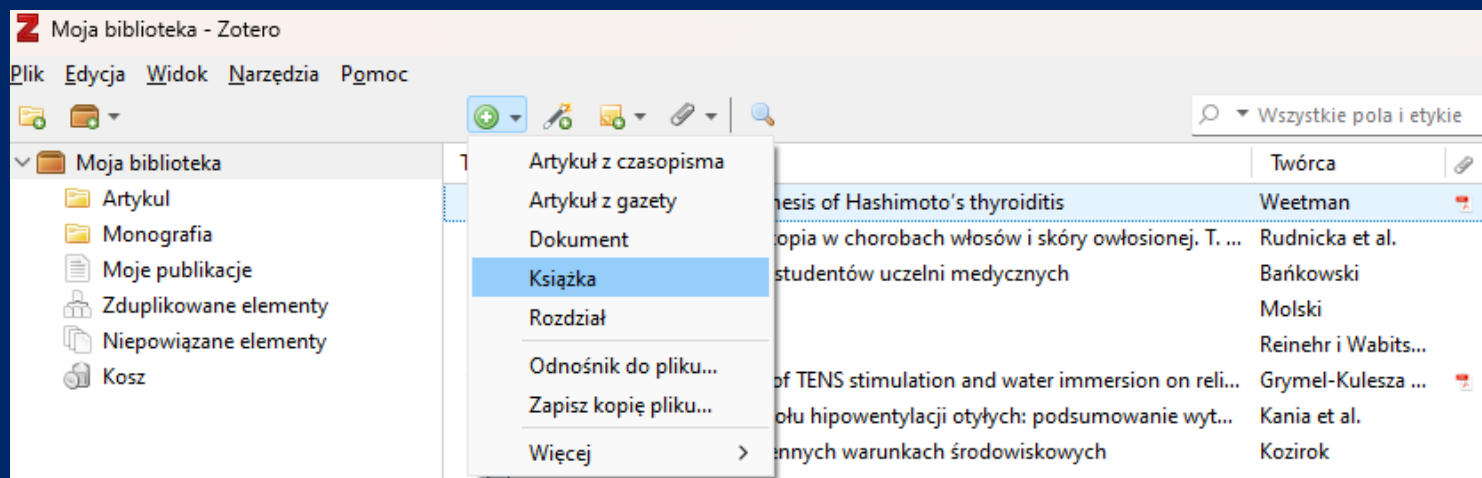 Moja biblioteka - Zotero
Plik Edycja Widok Narzędzia Pomoc
Wszystkie pola i etykie
Moja biblioteka
Artykul
Monografia
Moje publikacje
Zduplikowane elementy
Niepowiązane elementy
Kosz
Artykuł z czasopisma
Artykuł z gazety
Dokument
Książka
Rozdział
Odnośnik do pliku...
Zapisz kopię pliku...
Więcej
Twórca
nesis of Hashimoto's thyroiditis Weetman
copia w chorobach włosów i skóry owłosionej. T. ... Rudnicka et al.
studentów uczelni medycznych Bańkowski
Molski
Reinehr i Wabits...
of TENS stimulation and water immersion on reli... Grymel-Kulesza ...
ołu hipowentylacji otyłych: podsumowanie wyt... Kania et al.
ennych warunkach środowiskowych Kozirok